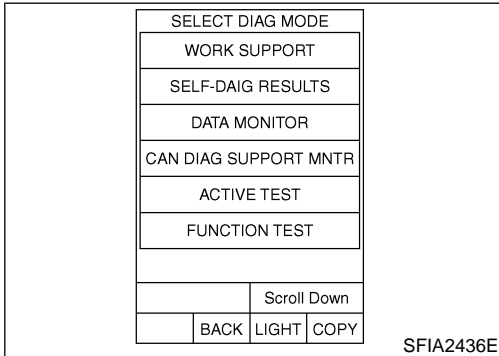 SELECT DIAG MODE
WORK SUPPORT
SELF-DAIG RESULTS
DATA MONITOR
CAN DIAG SUPPORT MNTR
ACTIVE TEST
FUNCTION TEST
Scroll Down
BACK LIGHT COPY
SFIA2436E